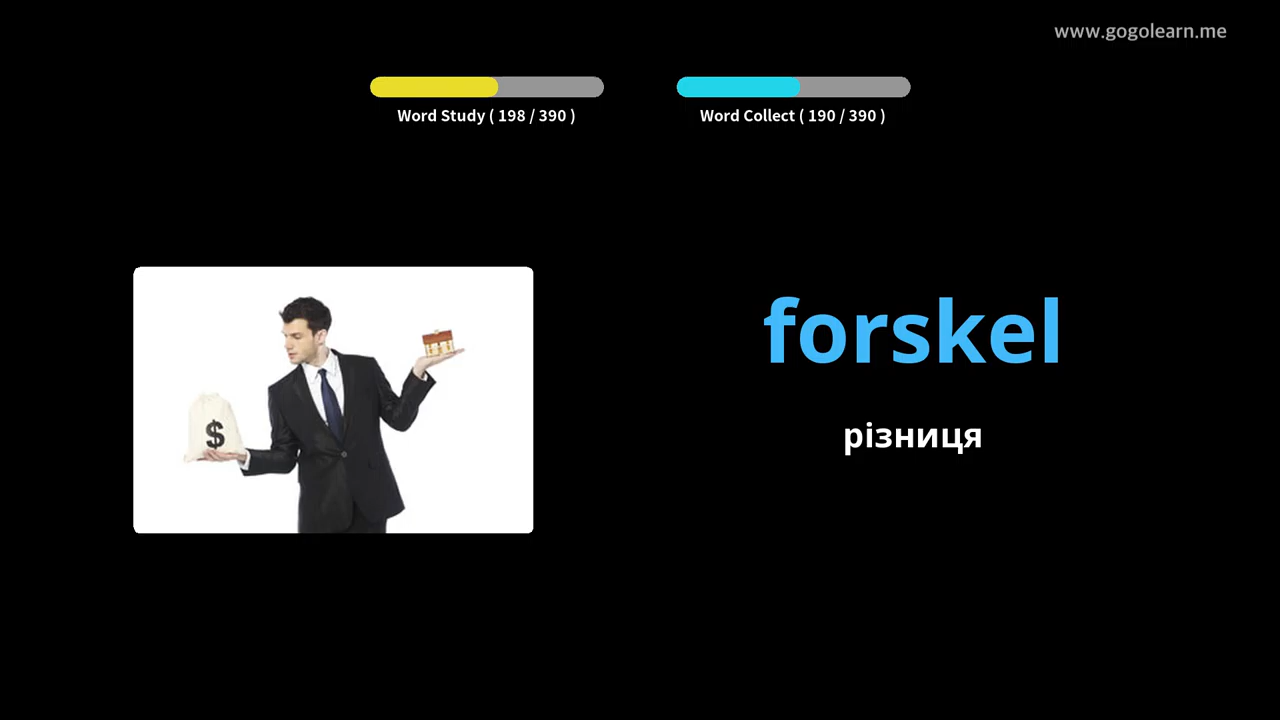 www.gogolearn.me
Word Study ( 198 / 390 )
Word Collect ( 190 / 390 )
$
forskel
різниця